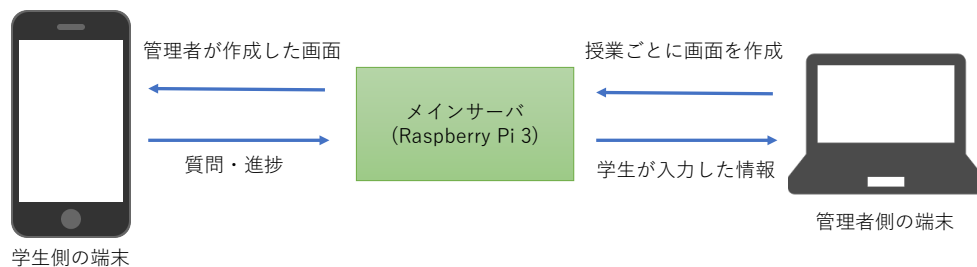 管理者が作成した画面
授業ごとに画面を作成
メインサーバ
(Raspberry Pi 3)
質問・進捗
学生が入力した情報
管理者側の端末
学生側の端末